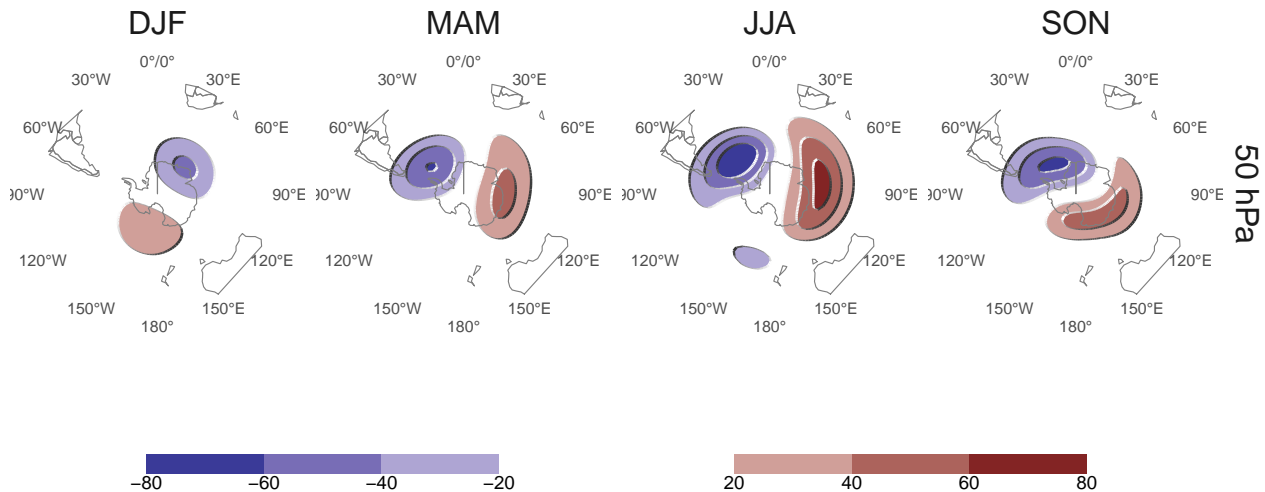 DJF MAM JJA SON
0°/0° 0°/0° 0°/0° 0°/0°
30°W 30°E 30°W 30°E 30°W 30°E 30°W 30°E
60°W 60°E 60°W 60°E 60°W 60°E 60°W 60°E
90°W 90°E 90°W 90°E 90°W 90°E 90°W 90°E
120°W 120°E 120°W 120°E 120°W 120°E 120°W 120°E
150°W 150°E 150°W 150°E 150°W 150°E 150°W 150°E
180° 180° 180° 180°
50 hPa
−80 −60 −40 −20 20 40 60 80